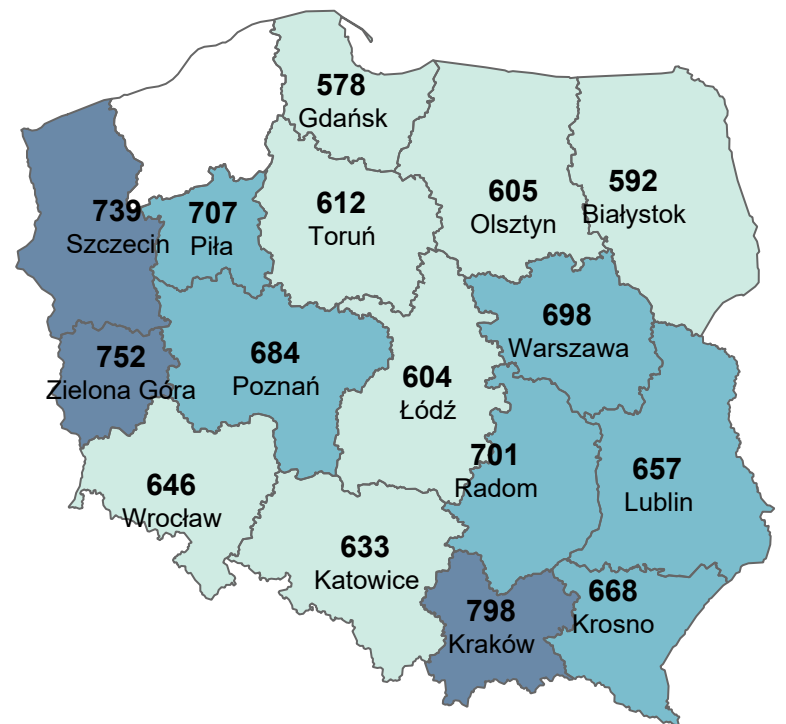 578
Gdańsk
592
Białystok
605
Olsztyn
612
Toruń
739
Szczecin
707
Piła
698
Warszawa
752
Zielona Góra
684
Poznań
604
Łódź
701
Radom
657
Lublin
646
Wrocław
633
Katowice
798
Kraków
668
Krosno